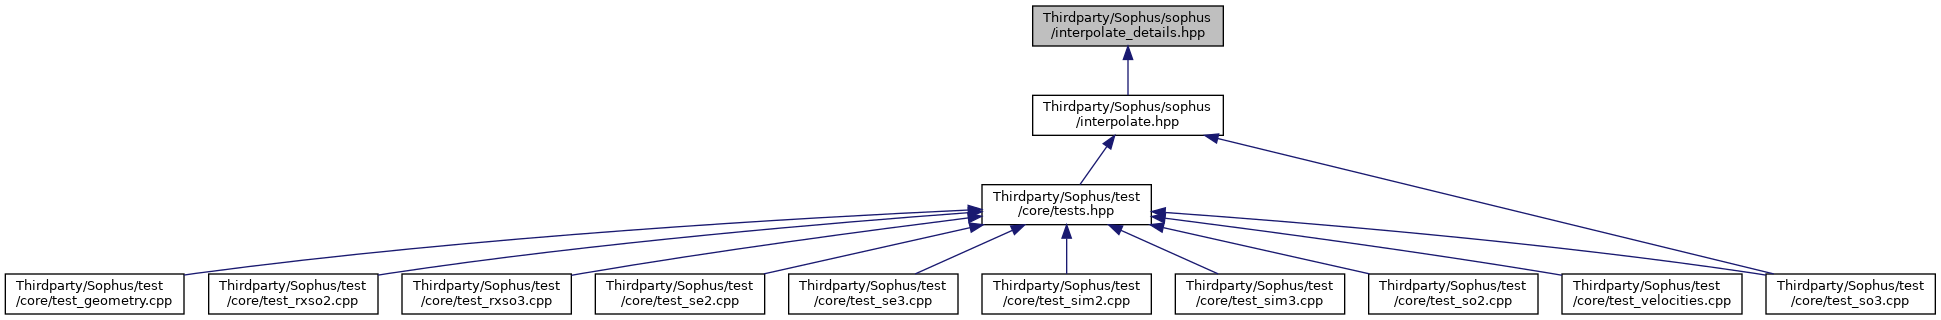 Thirdparty/Sophus/sophus
/interpolate_details.hpp
Thirdparty/Sophus/sophus
/interpolate.hpp
Thirdparty/Sophus/test
/core/tests.hpp
Thirdparty/Sophus/test
/core/test_geometry.cpp
Thirdparty/Sophus/test
/core/test_rxso2.cpp
Thirdparty/Sophus/test
/core/test_rxso3.cpp
Thirdparty/Sophus/test
/core/test_se2.cpp
Thirdparty/Sophus/test
/core/test_se3.cpp
Thirdparty/Sophus/test
/core/test_sim2.cpp
Thirdparty/Sophus/test
/core/test_sim3.cpp
Thirdparty/Sophus/test
/core/test_so2.cpp
Thirdparty/Sophus/test
/core/test_velocities.cpp
Thirdparty/Sophus/test
/core/test_so3.cpp